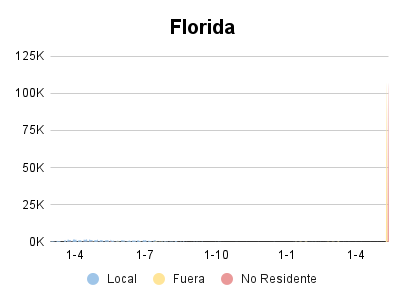 Florida
125K
100K
75K
50K
25K
0K
1-4 1-7 1-10 1-1 1-4
Local Fuera No Residente